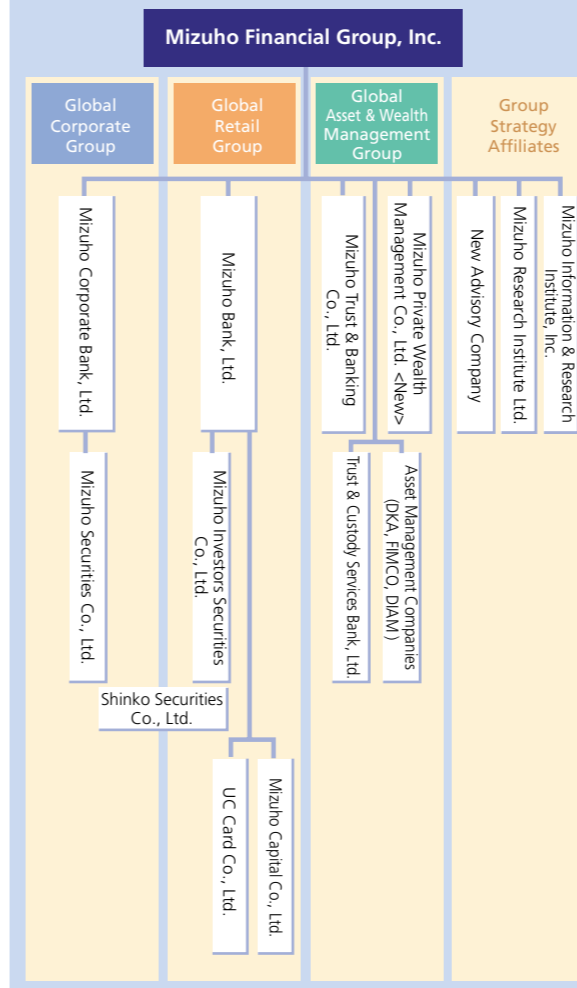 Mizuho Financial Group, Inc.
Global
Corporate
Group
Global
Retail
Group
Global
Asset & Wealth
Management
Group
Group
Strategy
Affiliates
Mizuho Corporate Bank, Ltd.
Mizuho Bank, Ltd.
Mizuho Trust & Banking
Co., Ltd.
Mizuho Private Wealth
Management Co., Ltd. <New>
New Advisory Company
Mizuho Research Institute Ltd.
Mizuho Information & Research
Institute, Inc.
Mizuho Securities Co., Ltd.
Mizuho Investors Securities
Co., Ltd.
Trust & Custody Services Bank, Ltd.
Asset Management Companies
(DKA, FIMCO, DIAM )
Shinko Securities
Co., Ltd.
UC Card Co., Ltd.
Mizuho Capital Co., Ltd.